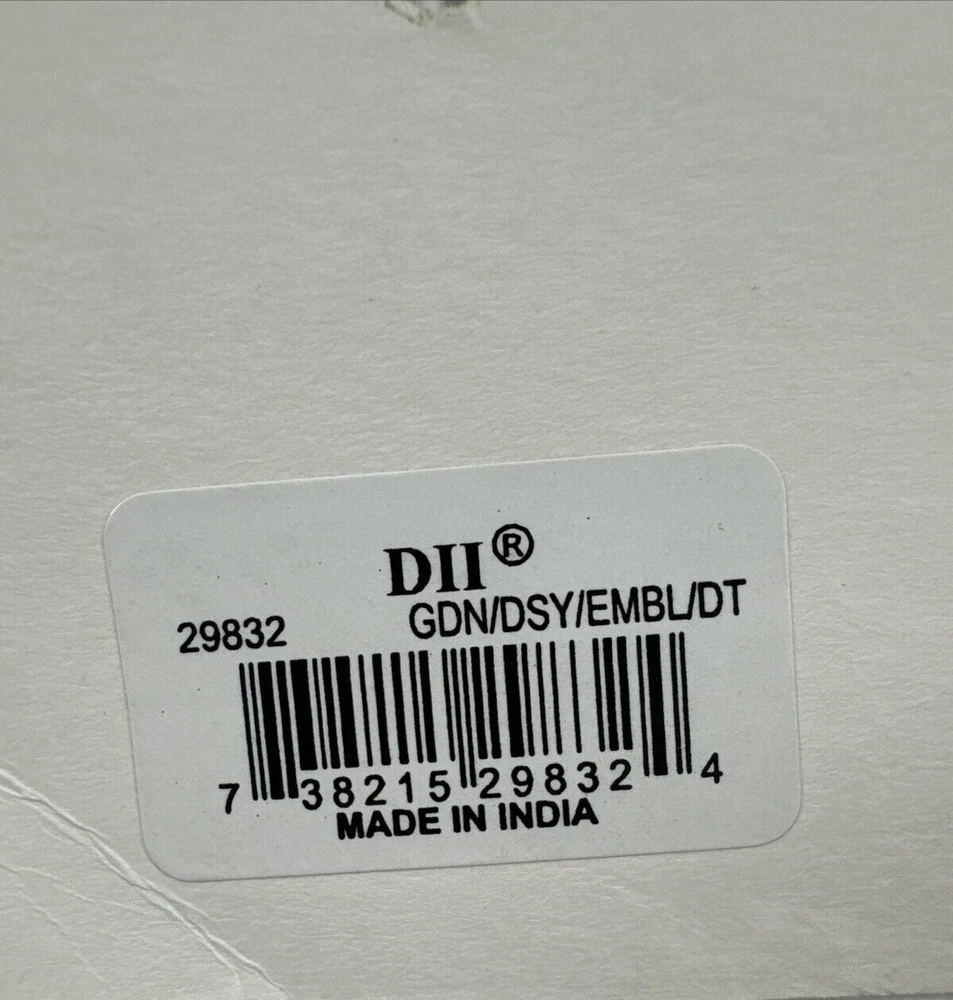 DII®
29832 GDN/DSY/EMBL/DT
7 38215 29832 4
MADE IN INDIA